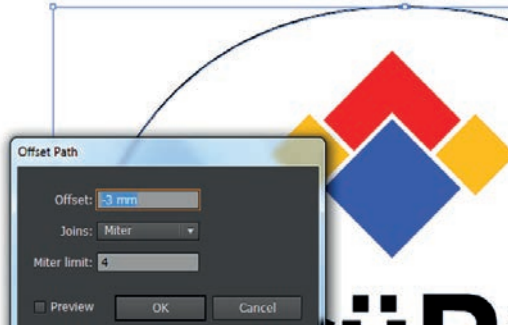 Offset Path
Offset: -3 mm
Joins: Miter
Miter limit: 4
Preview OK Cancel